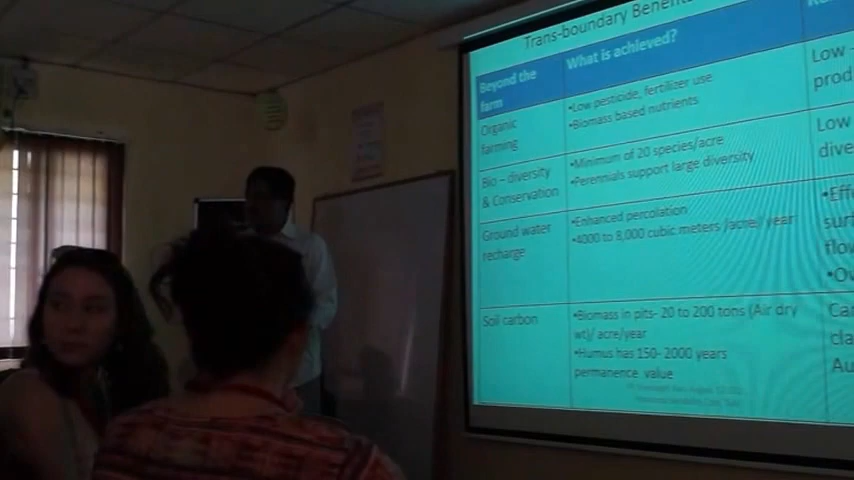 Trans-boundary Benefits
Beyond the
farm
What is achieved?
Organic
farming
•Low pesticide, fertilizer use
•Biomass based nutrients
Low -
prod
Bio – diversity
& Conservation
•Minimum of 20 species/acre
•Perennials support large diversity
Low
dive
Ground water
recharge
•Enhanced percolation
•4000 to 8,000 cubic meters /acre/ year
•Effe
surf
flow
•Ov
Soil carbon
•Biomass in pits- 20 to 200 tons (Air dry
wt)/ acre/year
•Humus has 150- 2000 years
permanence value
Car
cla
Au